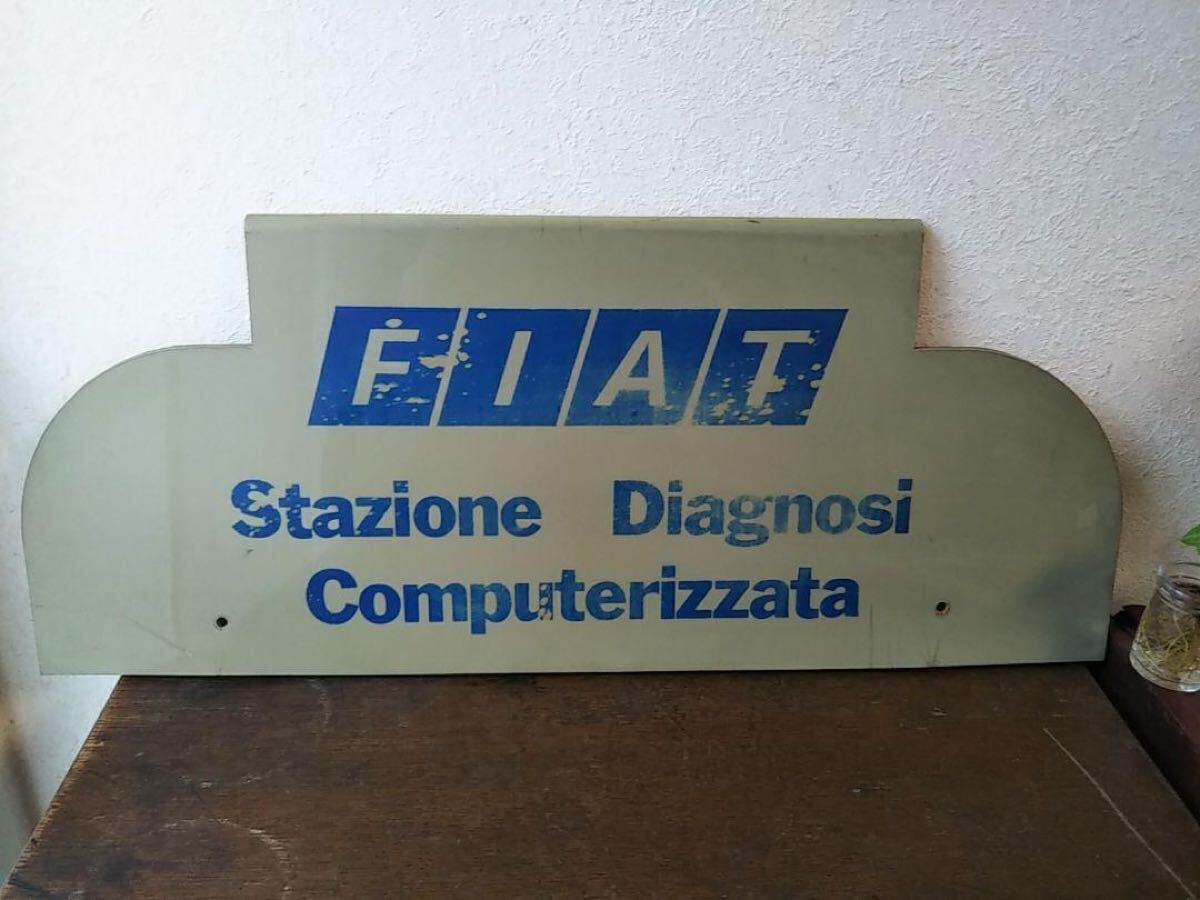 FIAT
Stazione Diagnosi
Computerizzata